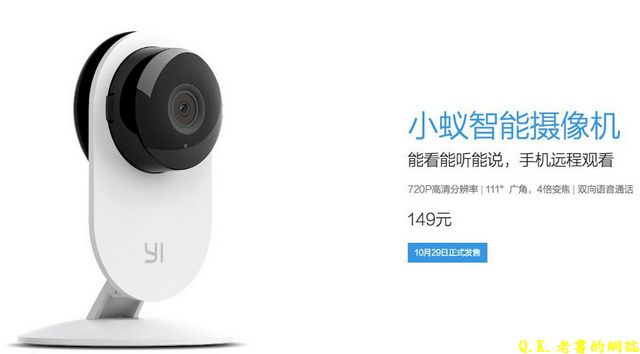 小蚁智能摄像机
能看能听能说，手机远程观看
720P高清分辨率 | 111° 广角，4倍变焦 | 双向语音通话
149元
10月29日正式发售
YI
Q.K.老書的網誌